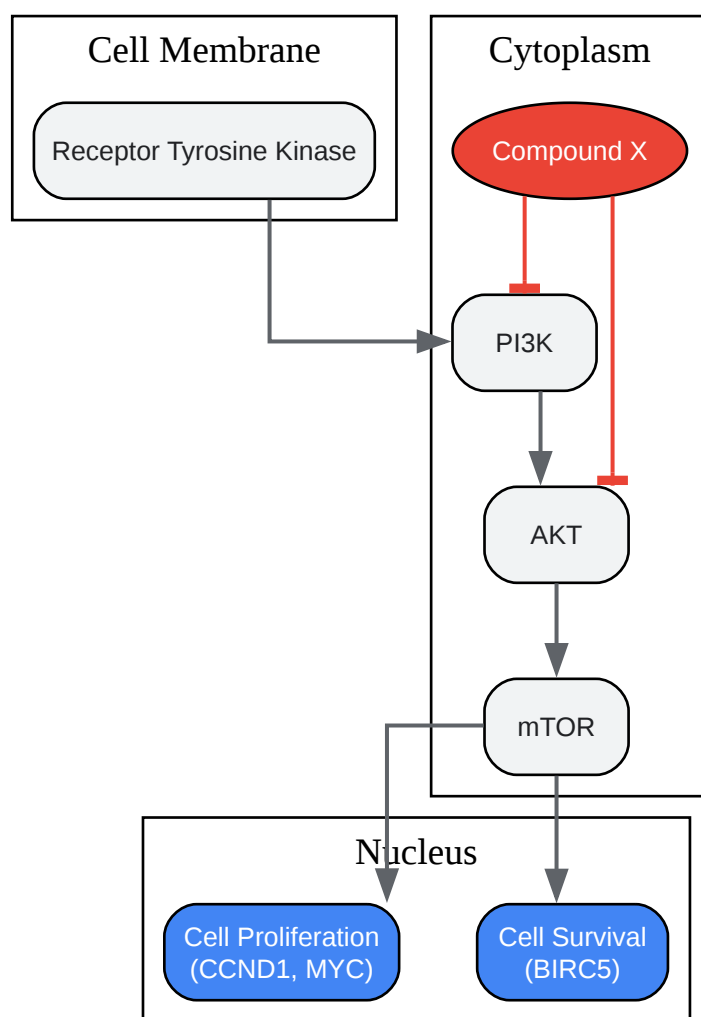 Cell Membrane
Cytoplasm
Receptor Tyrosine Kinase
Compound X
PI3K
AKT
mTOR
Nucleus
Cell Proliferation
(CCND1, MYC)
Cell Survival
(BIRC5)